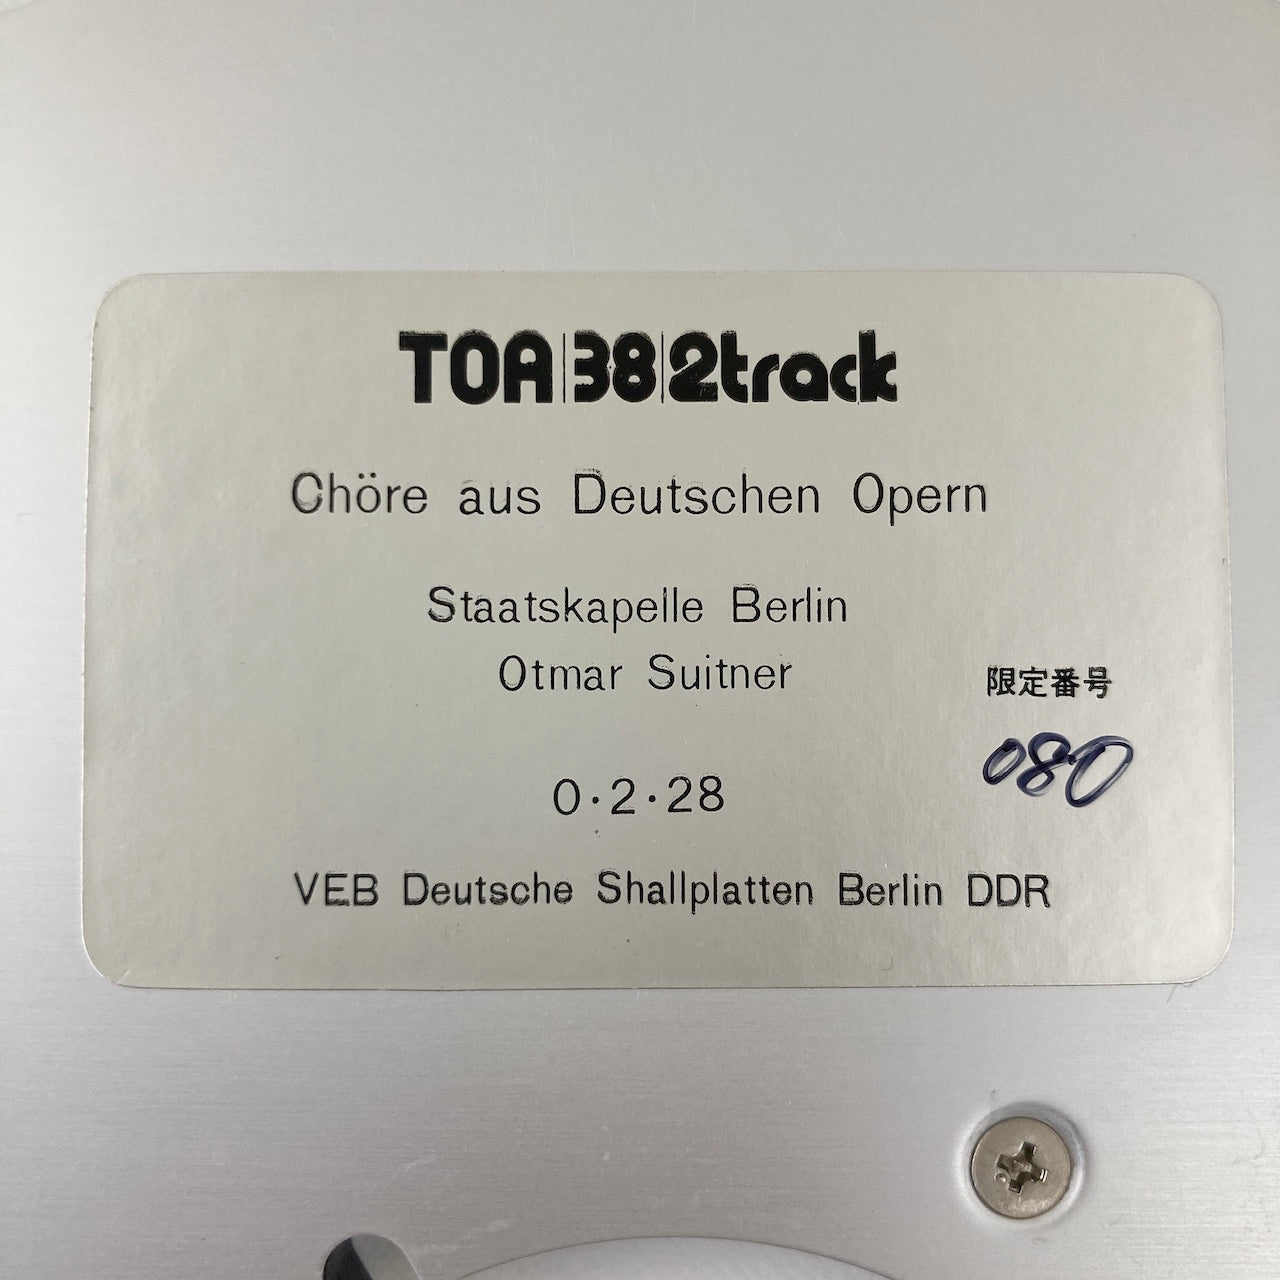 TOA|38|2track
Chöre aus Deutschen Opern
Staatskapelle Berlin
Otmar Suitner
限定番号
080
0·2·28
VEB Deutsche Shallplatten Berlin DDR